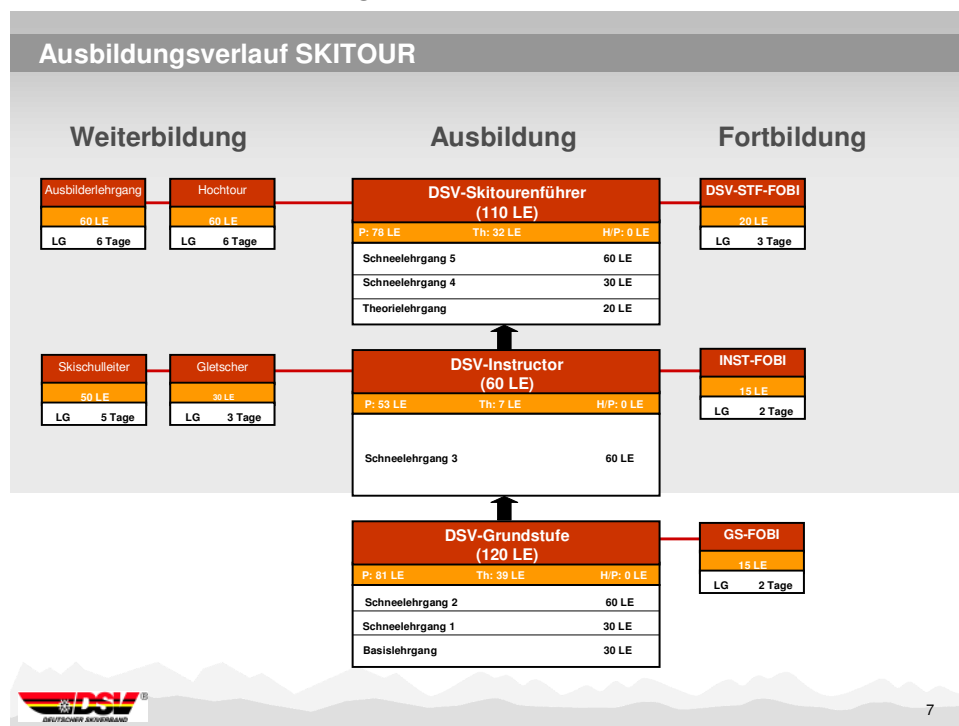 Ausbildungsverlauf SKITOUR
Weiterbildung
Ausbildung
Fortbildung
Ausbilderlehrgang
60 LE
LG 6 Tage
Hochtour
60 LE
LG 6 Tage
DSV-Skitourenführer
(110 LE)
P: 78 LE Th: 32 LE H/P: 0 LE
Schneelehrgang 5 60 LE
Schneelehrgang 4 30 LE
Theorielehrgang 20 LE
DSV-STF-FOBI
20 LE
LG 3 Tage
Skischulleiter
50 LE
LG 5 Tage
Gletscher
30 LE
LG 3 Tage
DSV-Instructor
(60 LE)
P: 53 LE Th: 7 LE H/P: 0 LE
Schneelehrgang 3 60 LE
INST-FOBI
15 LE
LG 2 Tage
DSV-Grundstufe
(120 LE)
P: 81 LE Th: 39 LE H/P: 0 LE
Schneelehrgang 2 60 LE
Schneelehrgang 1 30 LE
Basislehrgang 30 LE
GS-FOBI
15 LE
LG 2 Tage
DSV ®
DEUTSCHER SKIVERBAND
7